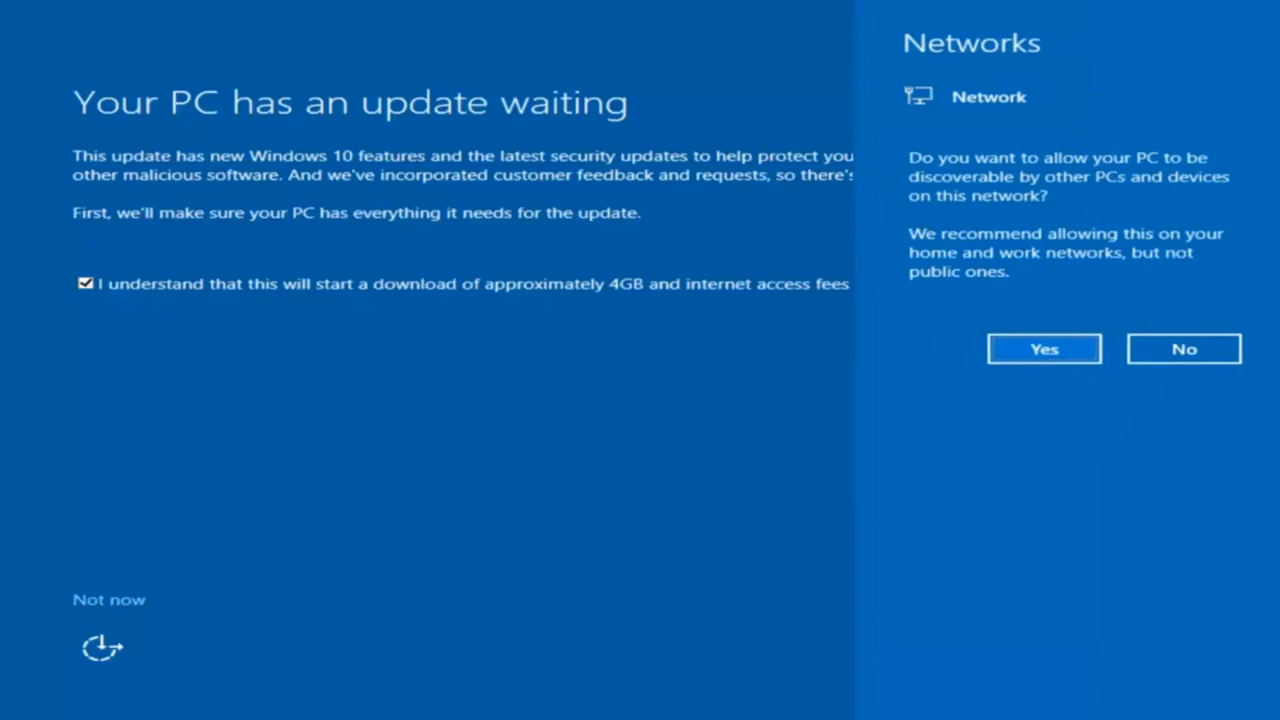 Your PC has an update waiting
This update has new Windows 10 features and the latest security updates to help protect you
other malicious software. And we've incorporated customer feedback and requests, so there's
First, we'll make sure your PC has everything it needs for the update.
I understand that this will start a download of approximately 4GB and internet access fees
Not now
Networks
Network
Do you want to allow your PC to be
discoverable by other PCs and devices
on this network?
We recommend allowing this on your
home and work networks, but not
public ones.
Yes
No